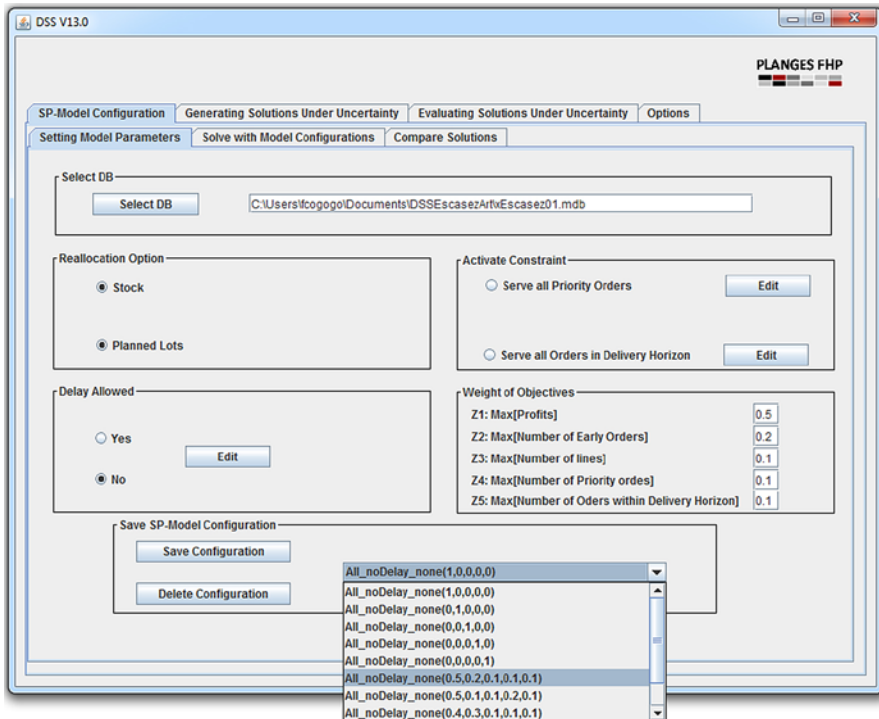 DSS V13.0
PLANGES FHP
SP-Model Configuration Generating Solutions Under Uncertainty Evaluating Solutions Under Uncertainty Options
Setting Model Parameters Solve with Model Configurations Compare Solutions
Select DB
Select DB C:\Users\fcogogo\Documents\DSSEscasezArt\xEscasez01.mdb
Reallocation Option
Stock
Planned Lots
Activate Constraint
Serve all Priority Orders Edit
Serve all Orders in Delivery Horizon Edit
Delay Allowed
Yes
Edit
No
Weight of Objectives
Z1: Max[Profits] 0.5
Z2: Max[Number of Early Orders] 0.2
Z3: Max[Number of lines] 0.1
Z4: Max[Number of Priority ordes] 0.1
Z5: Max[Number of Oders within Delivery Horizon] 0.1
Save SP-Model Configuration
Save Configuration
Delete Configuration
All_noDelay_none(1,0,0,0,0)
All_noDelay_none(1,0,0,0,0)
All_noDelay_none(0,1,0,0,0)
All_noDelay_none(0,0,1,0,0)
All_noDelay_none(0,0,0,1,0)
All_noDelay_none(0,0,0,0,1)
All_noDelay_none(0.5,0.2,0.1,0.1,0.1)
All_noDelay_none(0.5,0.1,0.1,0.2,0.1)
All_noDelay_none(0.4,0.3,0.1,0.1,0.1)